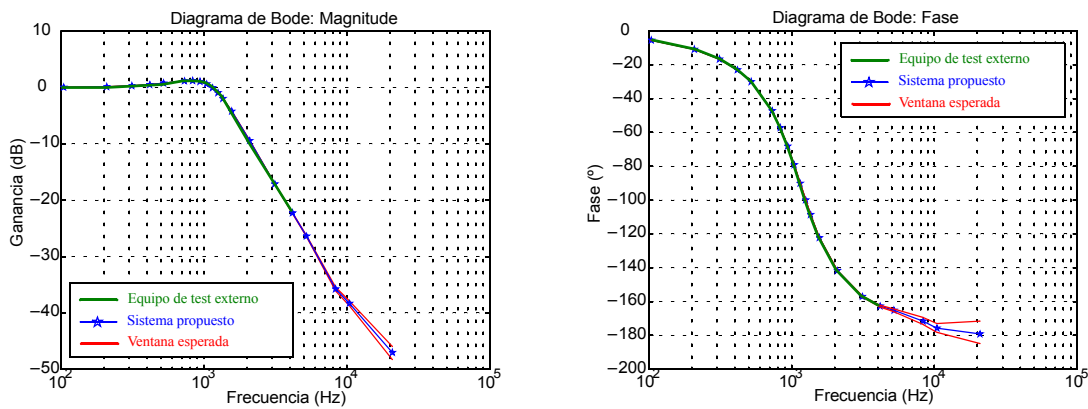 Diagrama de Bode: Magnitude
10
0
−10
−20
−30
−40
−50
Ganancia (dB)
Equipo de test externo
Sistema propuesto
Ventana esperada
10^2
10^3
10^4
10^5
Frecuencia (Hz)
Diagrama de Bode: Fase
0
−20
−40
−60
−80
−100
−120
−140
−160
−180
−200
Fase (º)
Equipo de test externo
Sistema propuesto
Ventana esperada
10^2
10^3
10^4
10^5
Frecuencia (Hz)